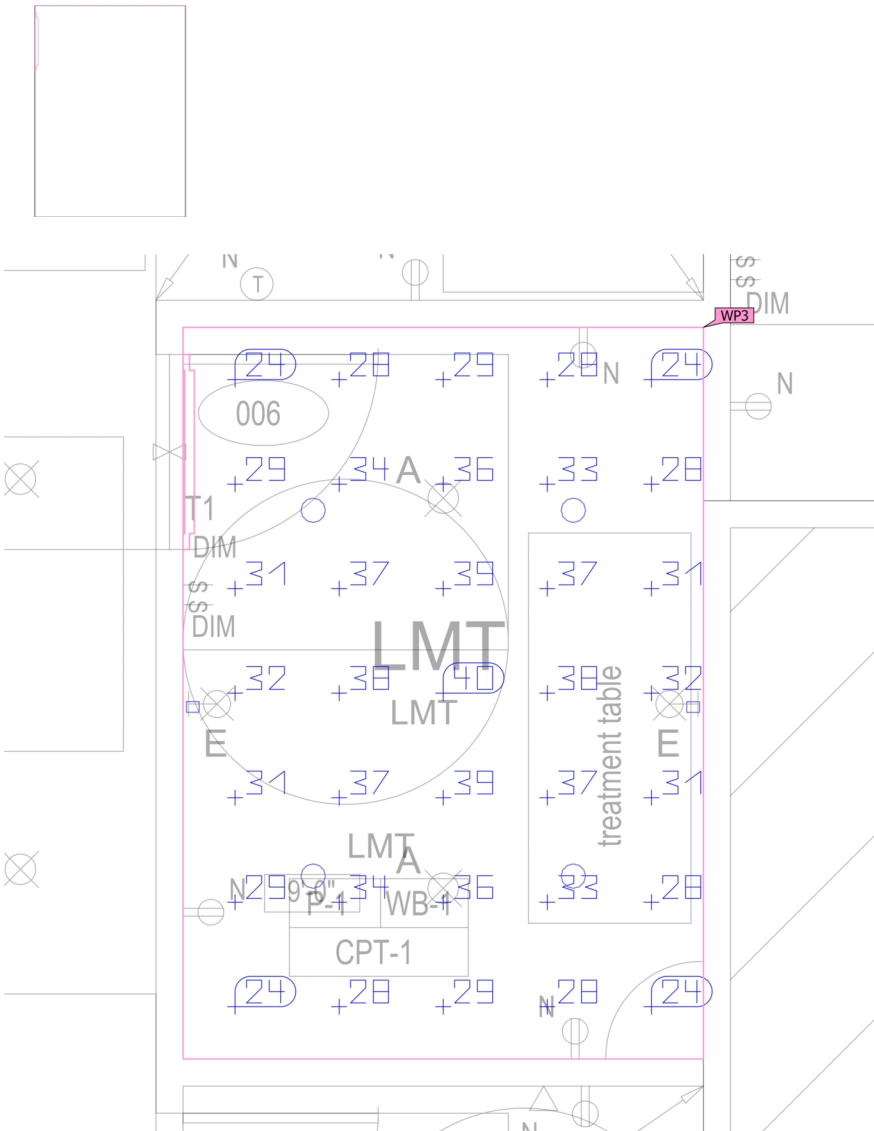 N
N
T
S
S
DIM
WP3
24 28 29 28 24
N
N
006
29 34 A 36 33 28
T1
DIM
31 37 39 37 31
S
S
DIM
LMT
32 38 40 38 32
LMT
treatment table
E
E
31 37 39 37 31
LMT
A
N 29 9'-0" 34 36 33 28
P-1 WB-1
CPT-1
24 28 29 28 24
N
N